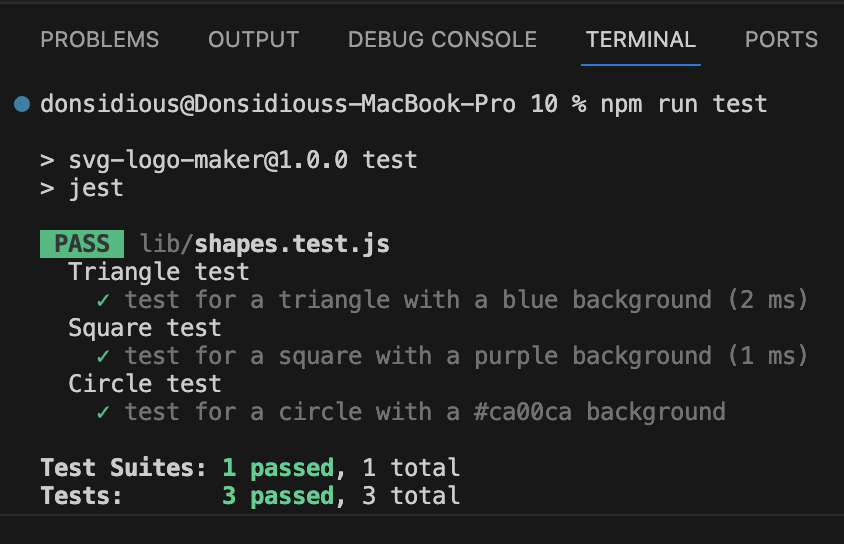 PROBLEMS OUTPUT DEBUG CONSOLE TERMINAL PORTS
donsidious@Donsidiouss-MacBook-Pro 10 % npm run test
> svg-logo-maker@1.0.0 test
> jest
PASS lib/shapes.test.js
Triangle test
✓ test for a triangle with a blue background (2 ms)
Square test
✓ test for a square with a purple background (1 ms)
Circle test
✓ test for a circle with a #ca00ca background
Test Suites: 1 passed, 1 total
Tests: 3 passed, 3 total